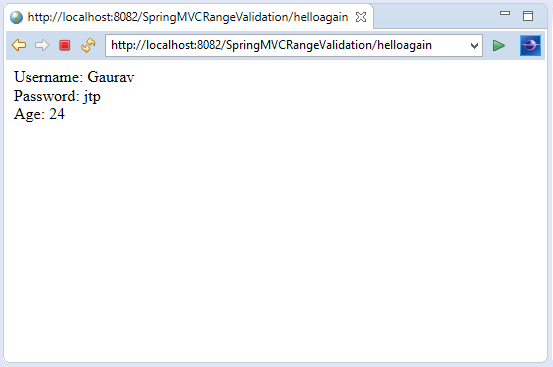 http://localhost:8082/SpringMVCRangeValidation/helloagain
http://localhost:8082/SpringMVCRangeValidation/helloagain
Username: Gaurav
Password: jtp
Age: 24